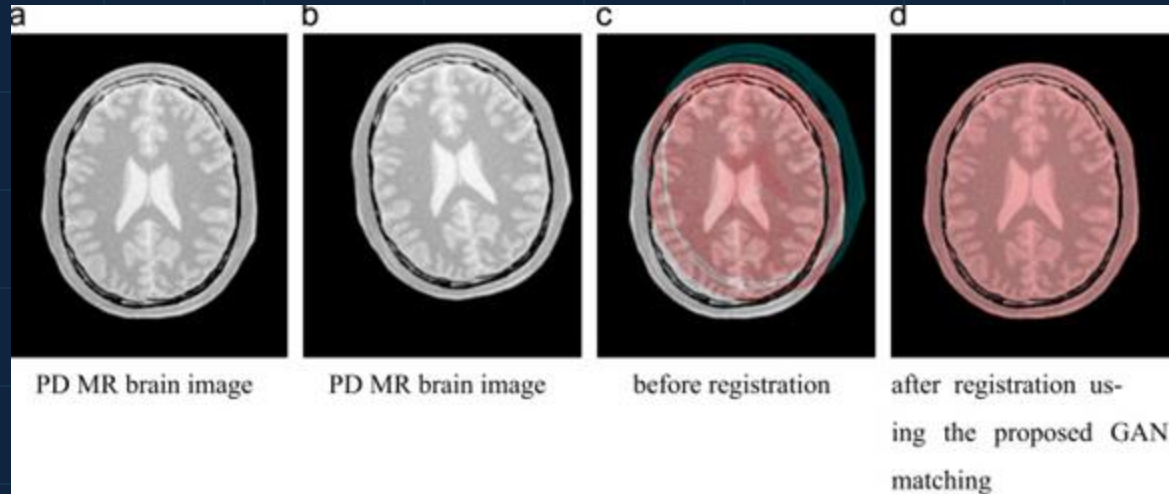 a b c d
PD MR brain image PD MR brain image before registration after registration us-
ing the proposed GAN
matching